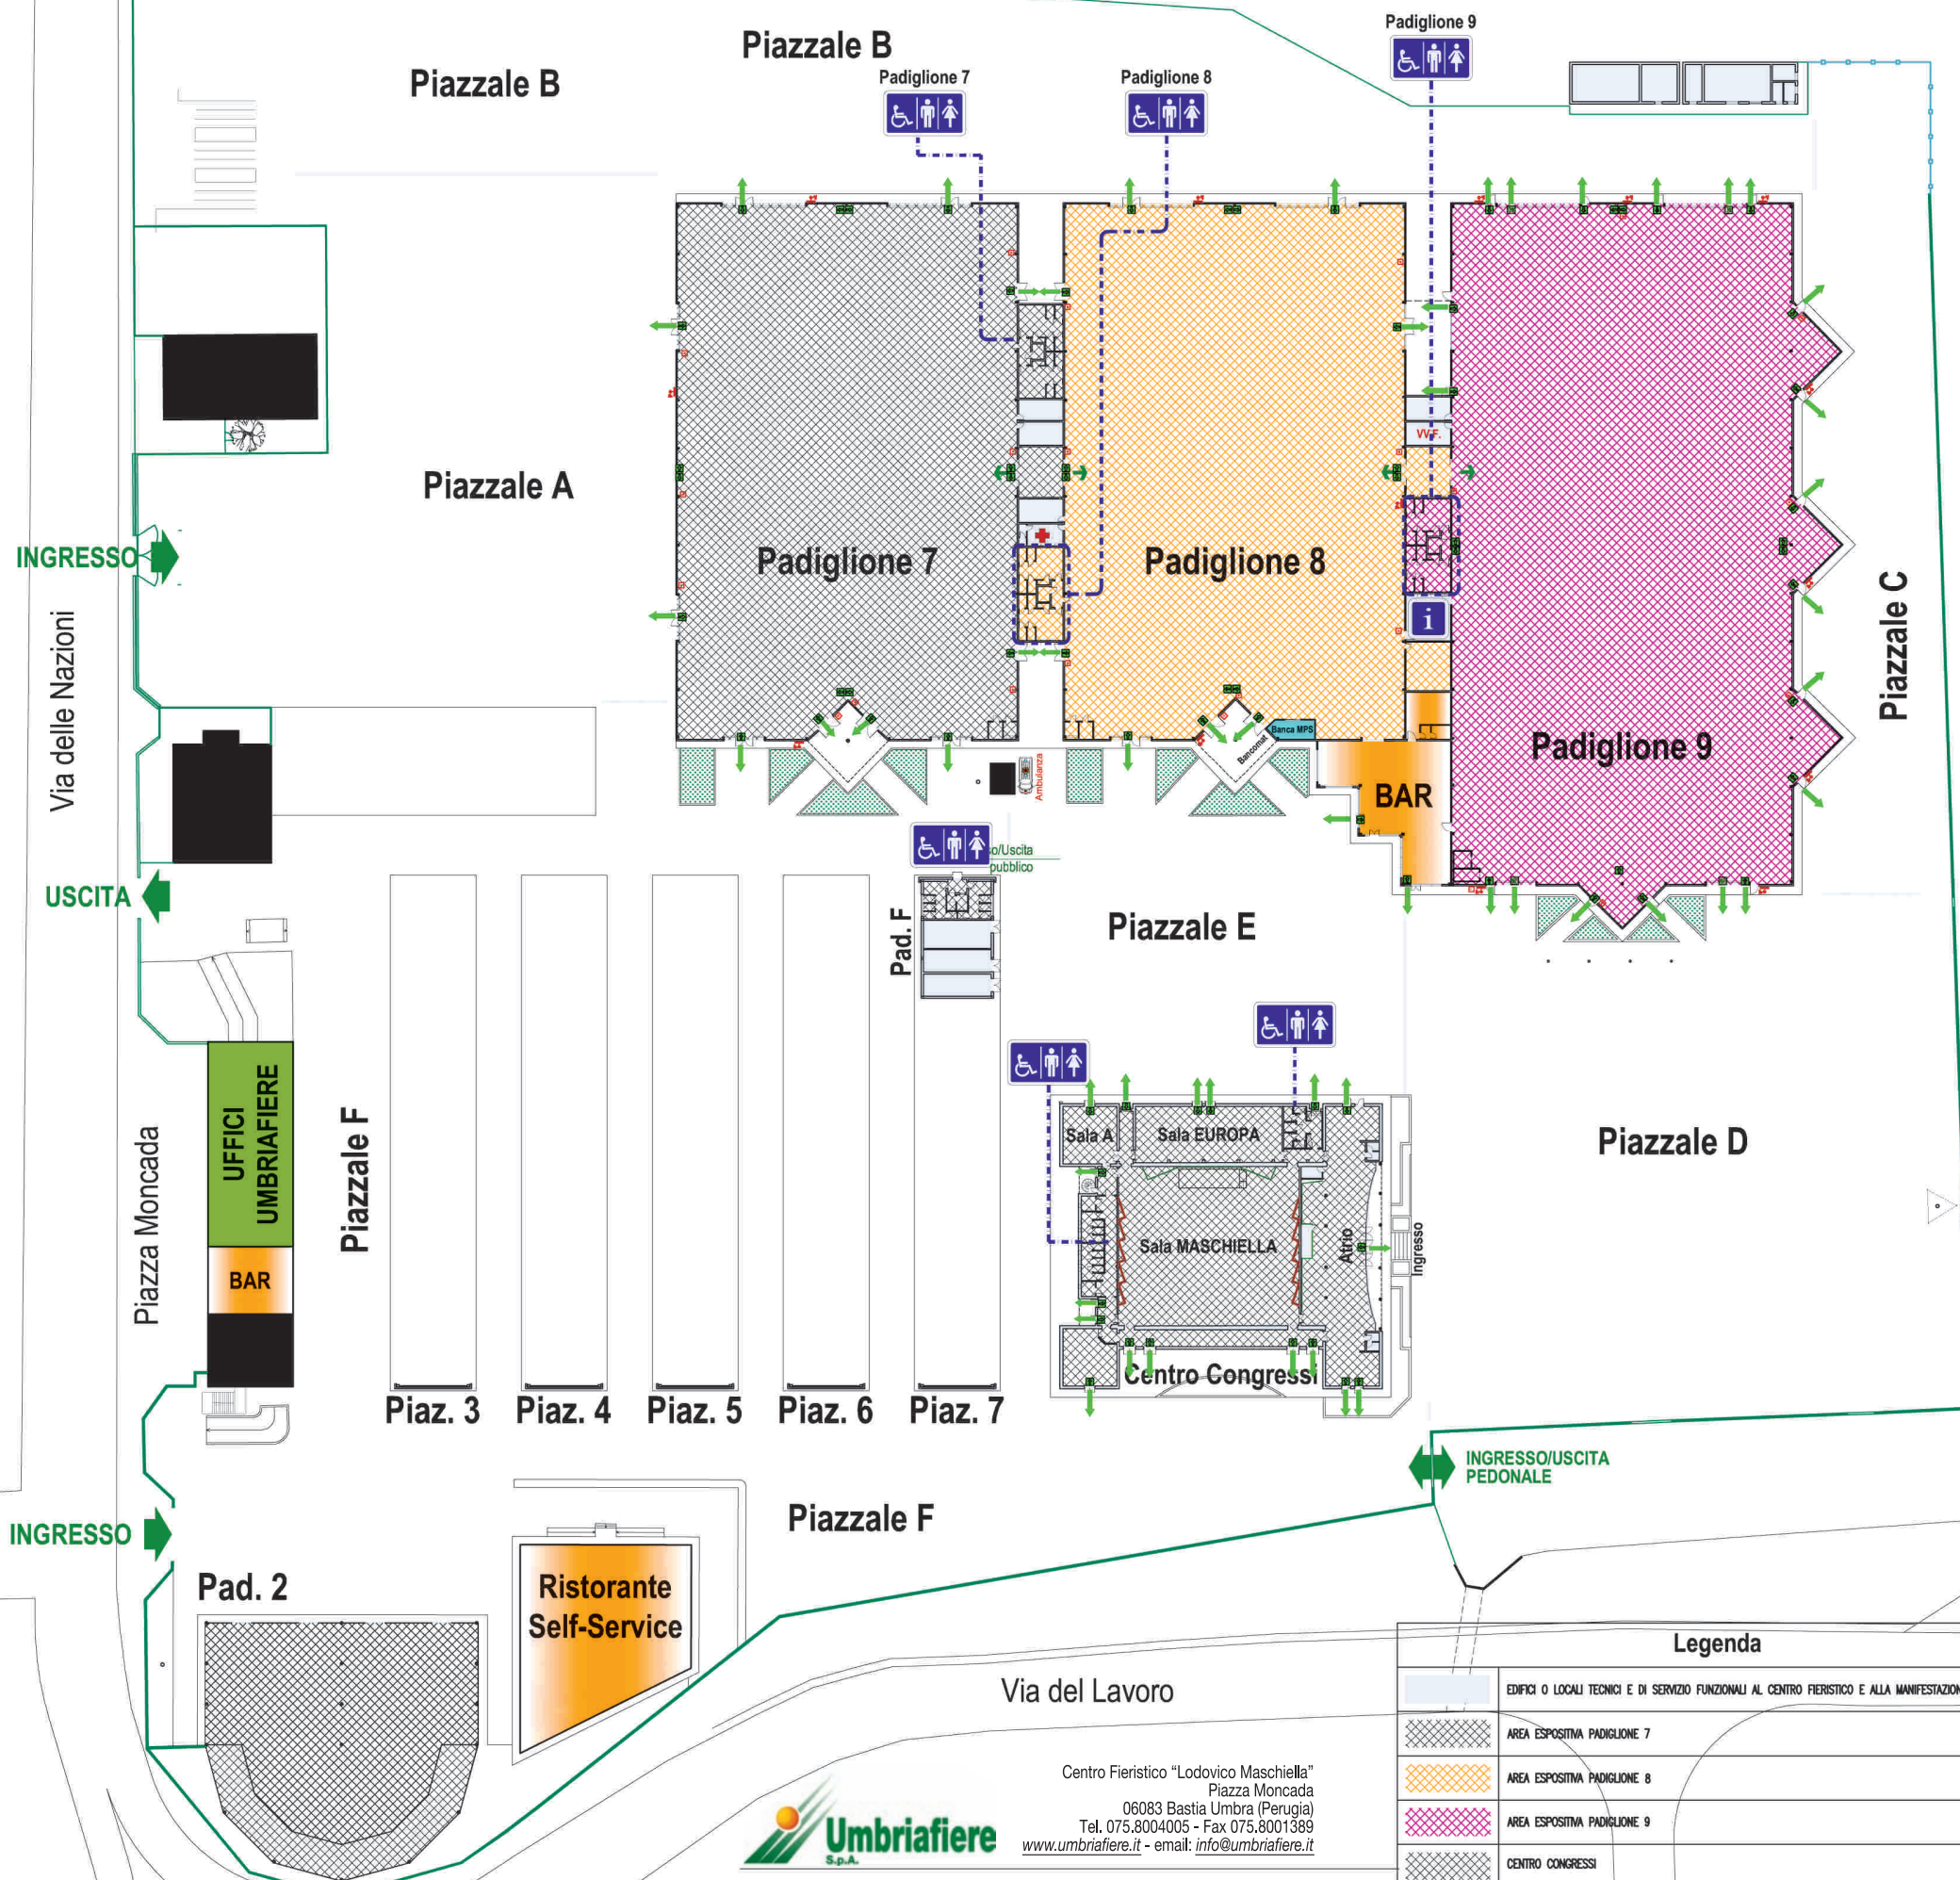 Padiglione 9
Piazzale B
Piazzale B
Padiglione 7
Padiglione 8
VV.F.
Piazzale A
INGRESSO
Padiglione 7
Padiglione 8
Piazzale C
i
Via delle Nazioni
Banca MPS
Bancomat
Padiglione 9
Ambulanza
BAR
o/Uscita
pubblico
USCITA
Pad. F
Piazzale E
UFFICI
UMBRIAFIERE
Piazzale F
Piazza Moncada
Sala A
Sala EUROPA
Piazzale D
Sala MASCHIELLA
Atrio
Ingresso
BAR
Centro Congressi
Piaz. 3
Piaz. 4
Piaz. 5
Piaz. 6
Piaz. 7
INGRESSO/USCITA
PEDONALE
Piazzale F
INGRESSO
Pad. 2
Ristorante
Self-Service
Via del Lavoro
Legenda
EDIFICI O LOCALI TECNICI E DI SERVIZIO FUNZIONALI AL CENTRO FIERISTICO E ALLA MANIFESTAZION
AREA ESPOSITIVA PADIGLIONE 7
AREA ESPOSITIVA PADIGLIONE 8
AREA ESPOSITIVA PADIGLIONE 9
CENTRO CONGRESSI
Umbriafiere
S.p.A.
Centro Fieristico “Lodovico Maschiella”
Piazza Moncada
06083 Bastia Umbra (Perugia)
Tel. 075.8004005 - Fax 075.8001389
www.umbriafiere.it - email: info@umbriafiere.it